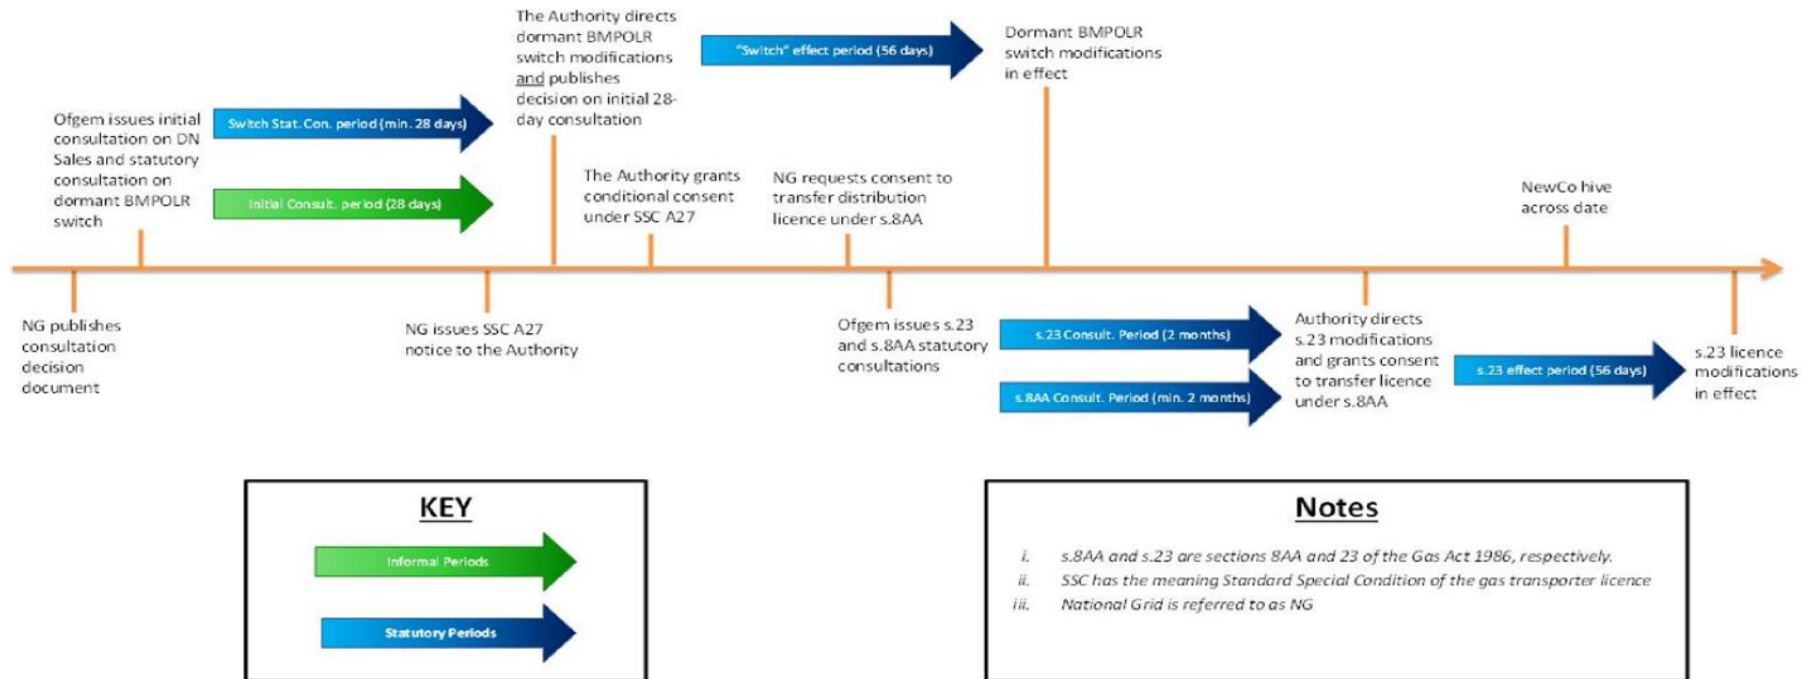 The Authority directs
dormant BMPOLR
switch modifications
and publishes
decision on initial 28-
day consultation
"Switch" effect period (56 days)
Dormant BMPOLR
switch modifications
in effect
Ofgem issues initial
consultation on DN
Sales and statutory
consultation on
dormant BMPOLR
switch
Switch Stat. Con. period (min. 28 days)
Initial Consult. period (28 days)
The Authority grants
conditional consent
under SSC A27
NG requests consent to
transfer distribution
licence under s.8AA
NewCo hive
across date
NG publishes
consultation
decision
document
NG issues SSC A27
notice to the Authority
Ofgem issues s.23
and s.8AA statutory
consultations
s.23 Consult. Period (2 months)
s.8AA Consult. Period (min. 2 months)
Authority directs
s.23 modifications
and grants consent
to transfer licence
under s.8AA
s.23 effect period (56 days)
s.23 licence
modifications
in effect
KEY
Informal Periods
Statutory Periods
Notes
i. s.8AA and s.23 are sections 8AA and 23 of the Gas Act 1986, respectively.
ii. SSC has the meaning Standard Special Condition of the gas transporter licence
iii. National Grid is referred to as NG